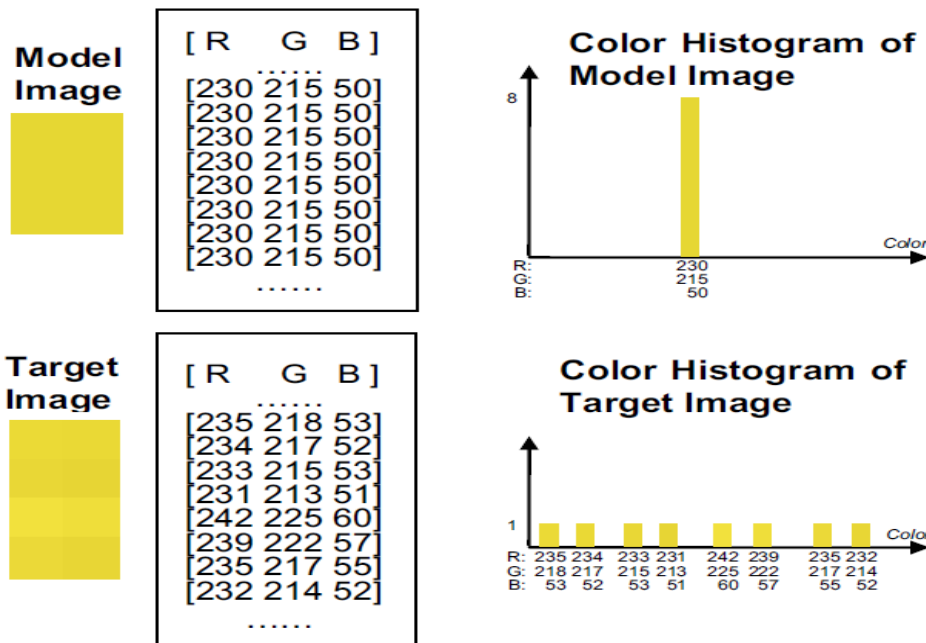 Model
Image
[ R G B ]
......
[230 215 50]
[230 215 50]
[230 215 50]
[230 215 50]
[230 215 50]
[230 215 50]
[230 215 50]
[230 215 50]
......
Color Histogram of
Model Image
8
Color
R: 230
G: 215
B: 50
Target
Image
[ R G B ]
......
[235 218 53]
[234 217 52]
[233 215 53]
[231 213 51]
[242 225 60]
[239 222 57]
[235 217 55]
[232 214 52]
......
Color Histogram of
Target Image
1
Color
R: 235 234 233 231 242 239 235 232
G: 218 217 215 213 225 222 217 214
B: 53 52 53 51 60 57 55 52